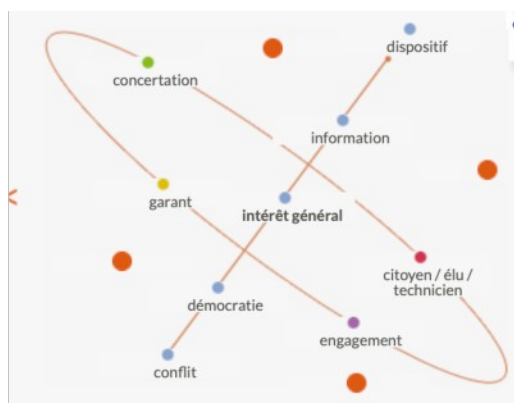 dispositif
concertation
information
garant
intérêt général
citoyen / élu /
technicien
démocratie
engagement
conflit